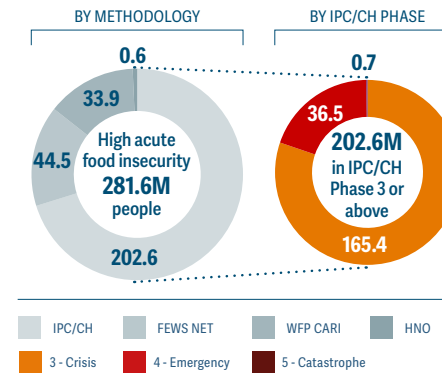 BY METHODOLOGY
BY IPC/CH PHASE
0.6
33.9
44.5
202.6
High acute
food insecurity
281.6M
people
0.7
36.5
165.4
202.6M
in IPC/CH
Phase 3 or
above
IPC/CH
FEWS NET
WFP CARI
HNO
3 - Crisis
4 - Emergency
5 - Catastrophe